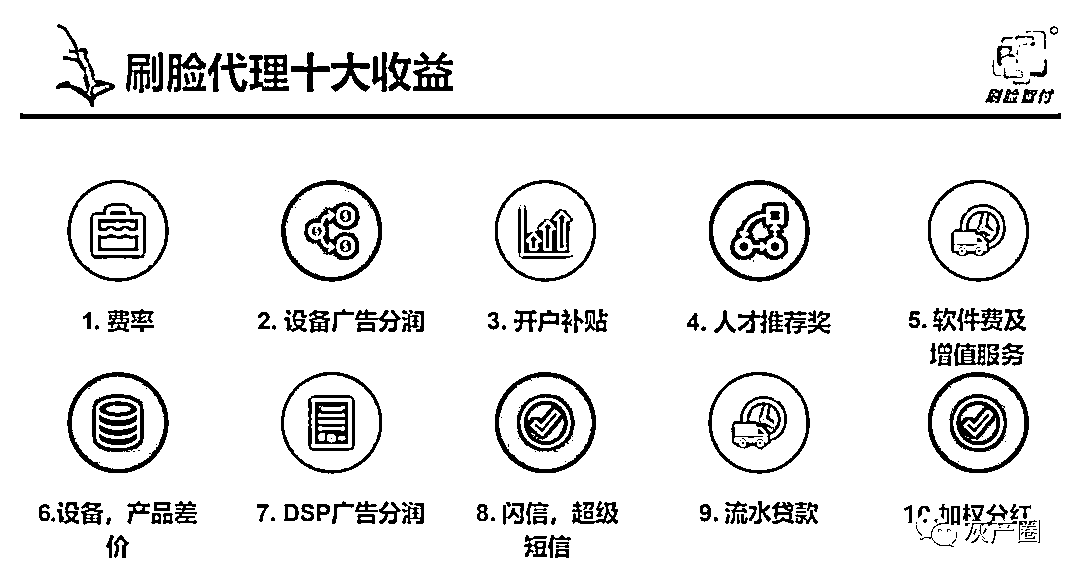 刷脸代理十大收益
刷脸智付
1. 费率
2. 设备广告分润
3. 开户补贴
4. 人才推荐奖
5. 软件费及
增值服务
6.设备，产品差
价
7. DSP广告分润
8. 闪信，超级
短信
9. 流水贷款
10.加权分红
灰产圈